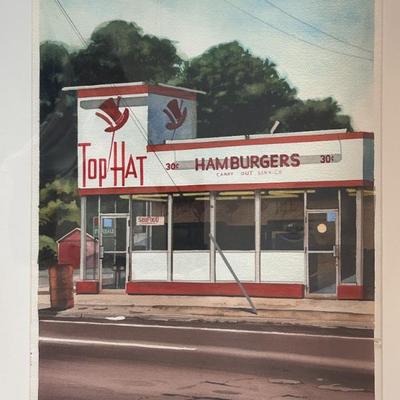 Top Hat
30¢ HAMBURGERS 30¢
CARRY OUT SERVICE
SEAFOOD